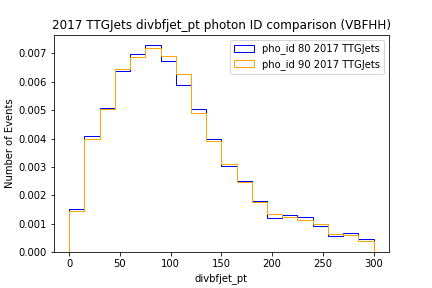 2017 TTGJets divbfjet_pt photon ID comparison (VBFHH)
pho_id 80 2017 TTGJets
pho_id 90 2017 TTGJets
Number of Events
0.007
0.006
0.005
0.004
0.003
0.002
0.001
0.000
0 50 100 150 200 250 300
divbfjet_pt